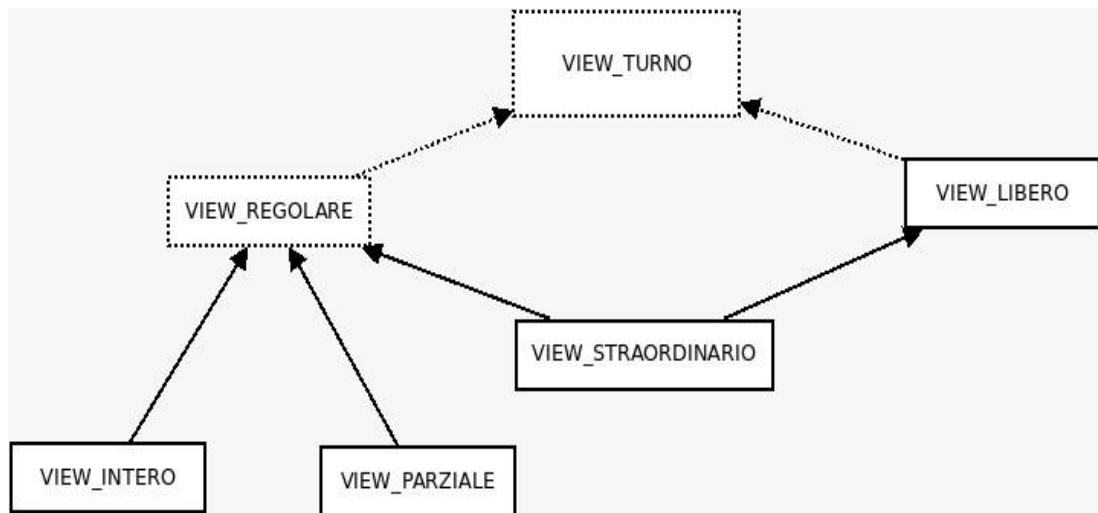 VIEW_TURNO
VIEW_LIBERO
VIEW_REGOLARE
VIEW_STRAORDINARIO
VIEW_INTERO
VIEW_PARZIALE